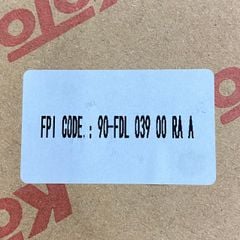 FPI CODE.: 90-FDL 039 00 RA A